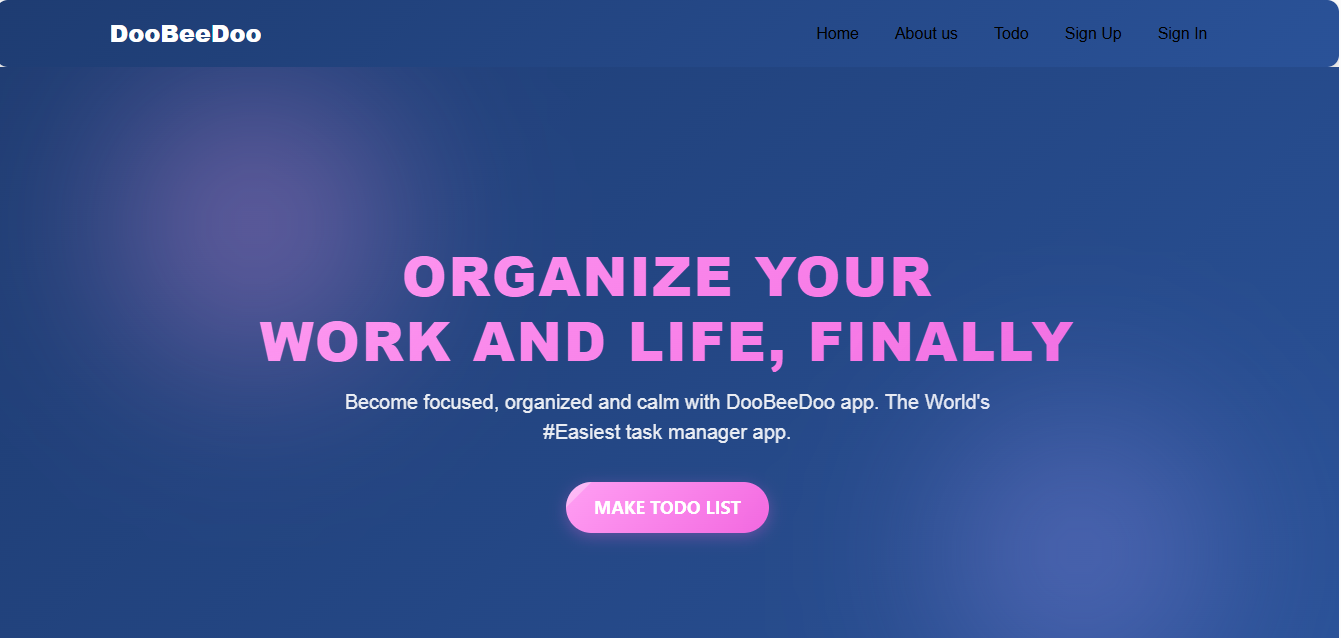 DooBeeDoo
Home About us Todo Sign Up Sign In
ORGANIZE YOUR
WORK AND LIFE, FINALLY
Become focused, organized and calm with DooBeeDoo app. The World's
#Easiest task manager app.
MAKE TODO LIST